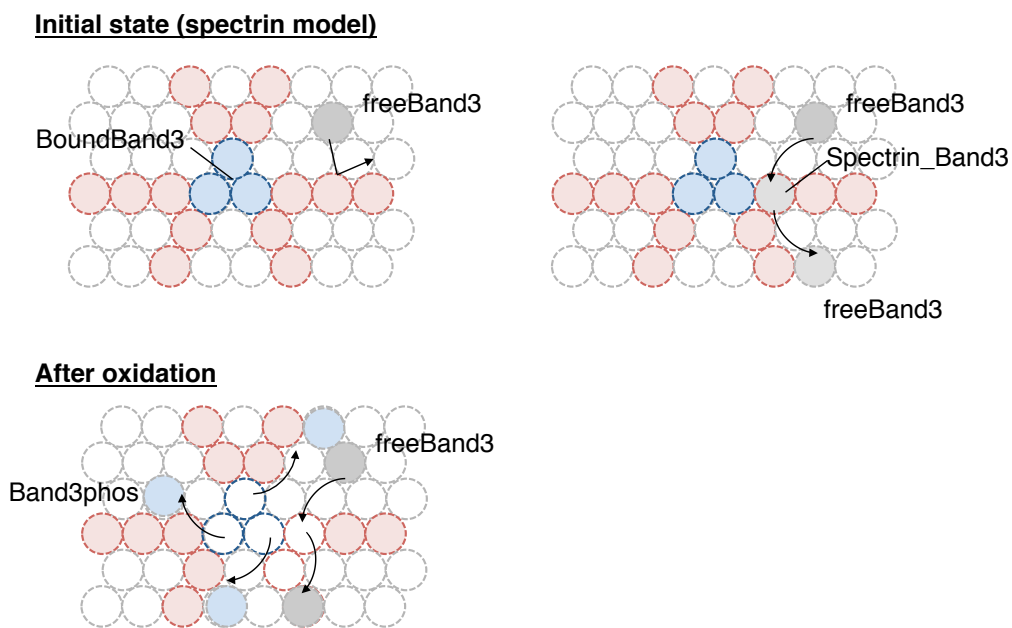 Initial state (spectrin model)
freeBand3
BoundBand3
freeBand3
Spectrin_Band3
freeBand3
After oxidation
freeBand3
Band3phos